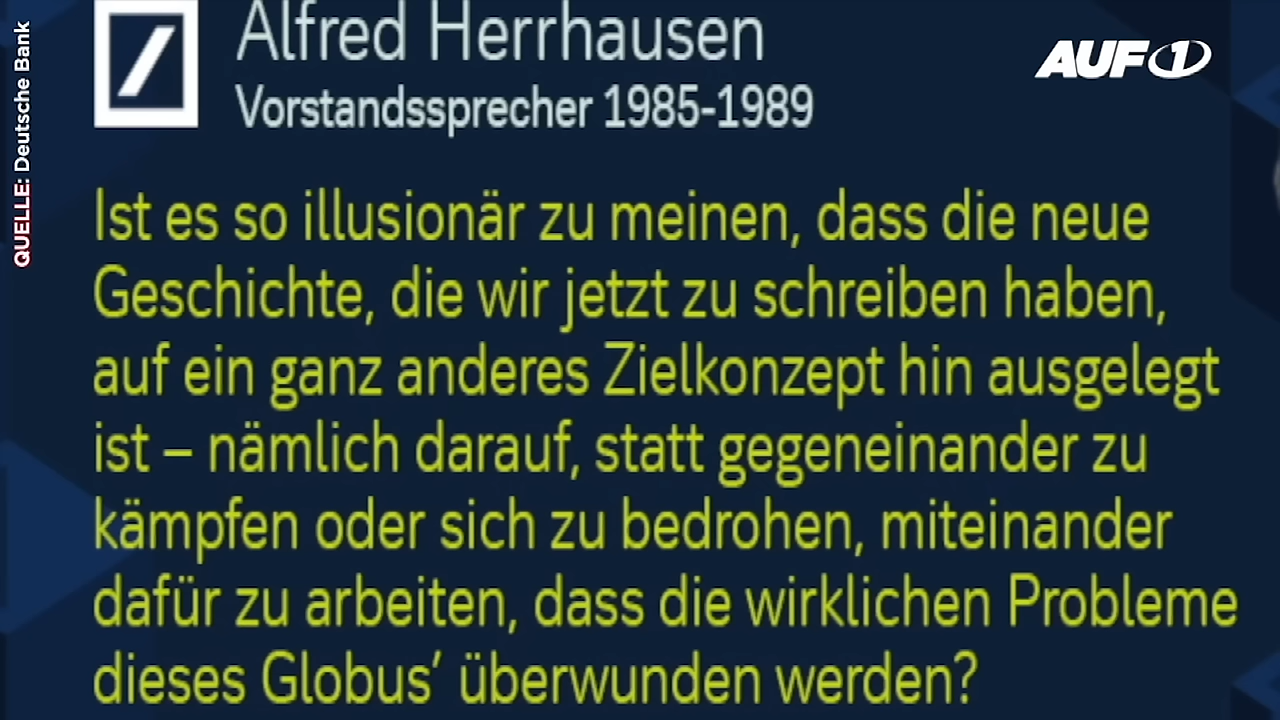 Alfred Herrhausen
Vorstandssprecher 1985-1989
AUF1
QUELLE: Deutsche Bank
Ist es so illusionär zu meinen, dass die neue
Geschichte, die wir jetzt zu schreiben haben,
auf ein ganz anderes Zielkonzept hin ausgelegt
ist – nämlich darauf, statt gegeneinander zu
kämpfen oder sich zu bedrohen, miteinander
dafür zu arbeiten, dass die wirklichen Probleme
dieses Globus’ überwunden werden?